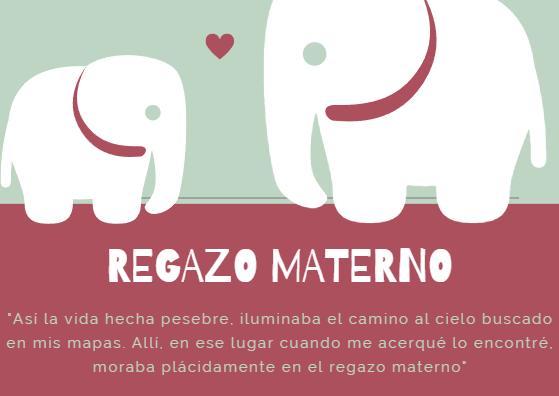 REGAZO MATERNO
"Así la vida hecha pesebre, iluminaba el camino al cielo buscado
en mis mapas. Allí, en ese lugar cuando me acerqué lo encontré,
moraba plácidamente en el regazo materno"